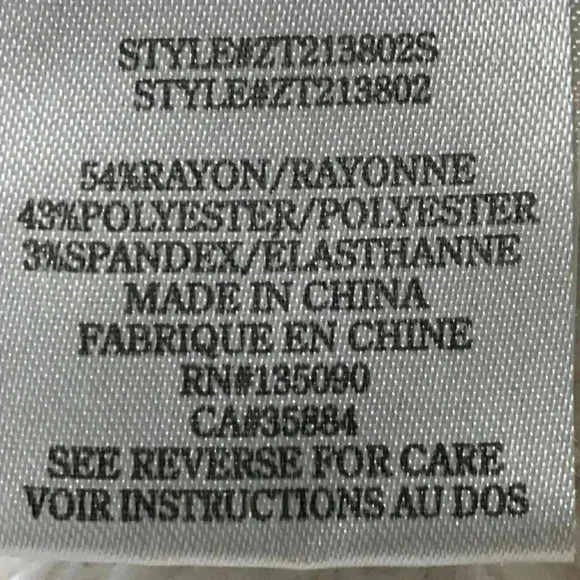 STYLE#ZT213802S
STYLE#ZT213802
54%RAYON/RAYONNE
43%POLYESTER/POLYESTER
3%SPANDEX/ÉLASTHANNE
MADE IN CHINA
FABRIQUE EN CHINE
RN#135090
CA#35884
SEE REVERSE FOR CARE
VOIR INSTRUCTIONS AU DOS